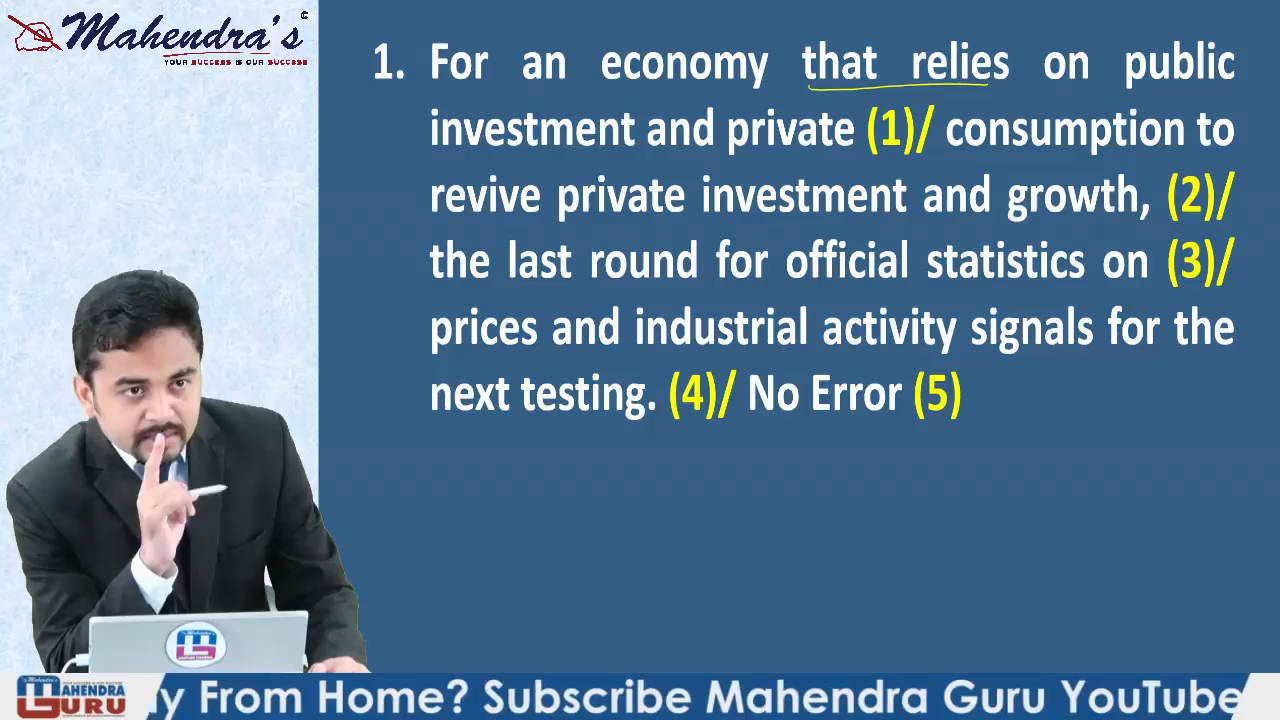 Mahendra's
YOUR SUCCESS IS OUR SUCCESS
1. For an economy that relies on public
investment and private (1)/ consumption to
revive private investment and growth, (2)/
the last round for official statistics on (3)/
prices and industrial activity signals for the
next testing. (4)/ No Error (5)
MAHENDRA
GURU
y From Home? Subscribe Mahendra Guru YouTube